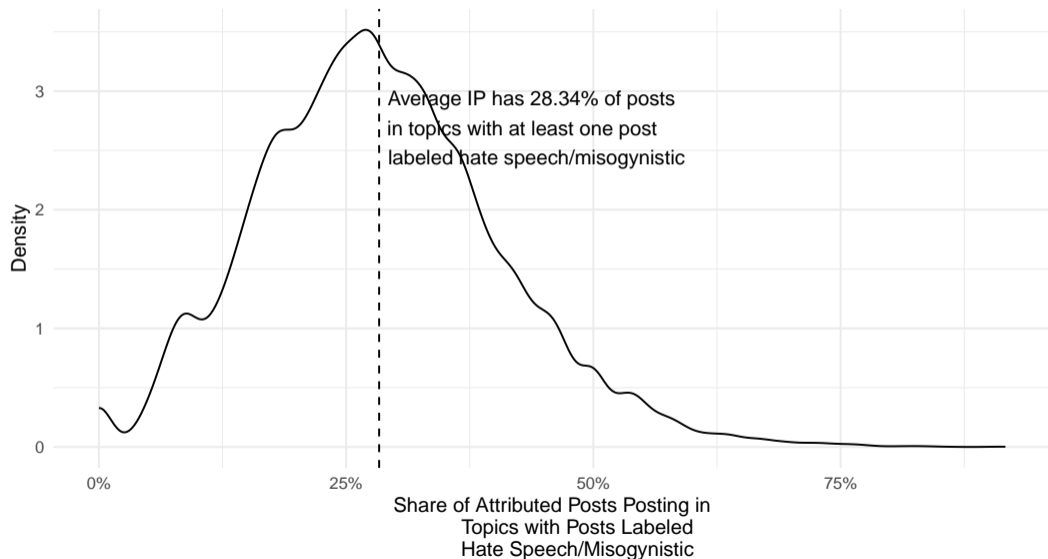 3
2
1
0
Density
Average IP has 28.34% of posts
in topics with at least one post
labeled hate speech/misogynistic
0%
25%
50%
75%
Share of Attributed Posts Posting in
Topics with Posts Labeled
Hate Speech/Misogynistic